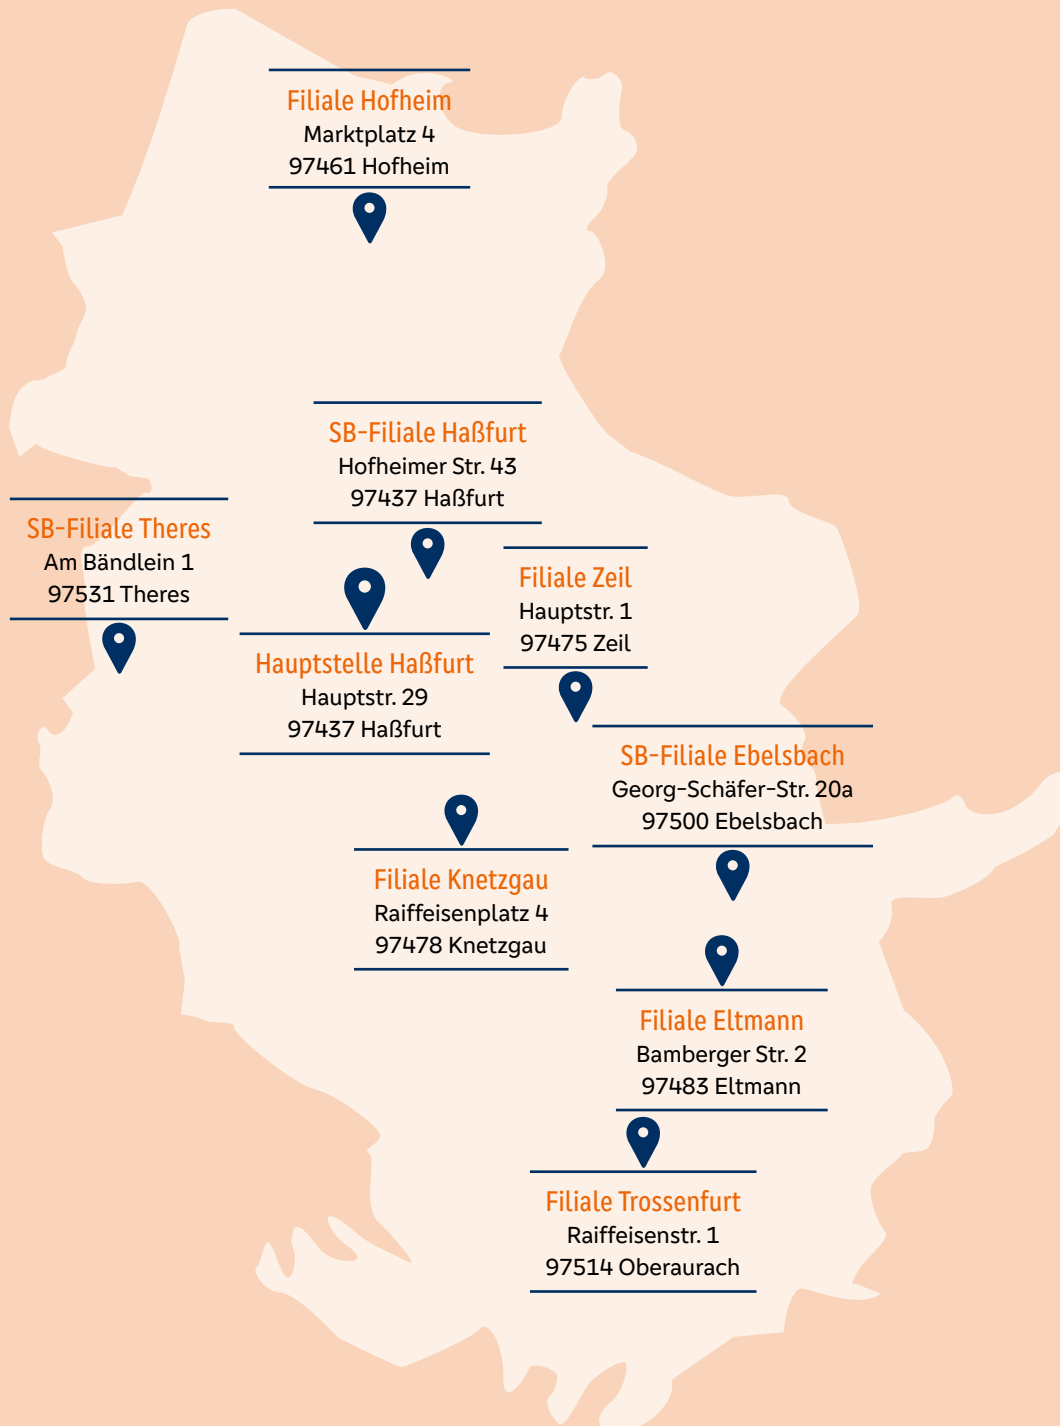 Filiale Hofheim
Marktplatz 4
97461 Hofheim
SB-Filiale Haßfurt
Hofheimer Str. 43
97437 Haßfurt
SB-Filiale Theres
Am Bändlein 1
97531 Theres
Filiale Zeil
Hauptstr. 1
97475 Zeil
Hauptstelle Haßfurt
Hauptstr. 29
97437 Haßfurt
SB-Filiale Ebelsbach
Georg-Schäfer-Str. 20a
97500 Ebelsbach
Filiale Knetzgau
Raiffeisenplatz 4
97478 Knetzgau
Filiale Eltmann
Bamberger Str. 2
97483 Eltmann
Filiale Trossenfurt
Raiffeisenstr. 1
97514 Oberaurach